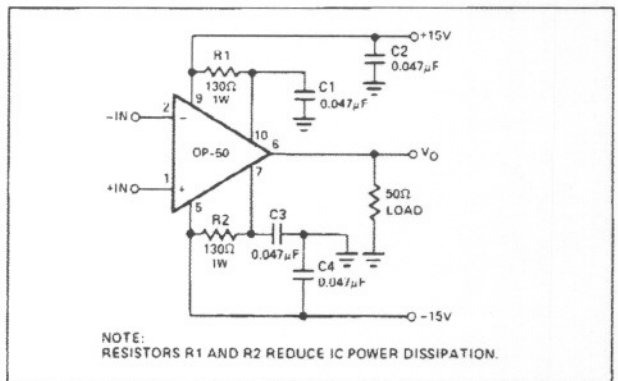 +15V
R1
C2
0.047µF
130Ω
1W
C1
0.047µF
9
2
-IN
−
10
6
OP-50
VO
7
+IN
1
+
50Ω
LOAD
5
R2
C3
130Ω
1W
0.047µF
C4
0.047µF
-15V
NOTE:
RESISTORS R1 AND R2 REDUCE IC POWER DISSIPATION.